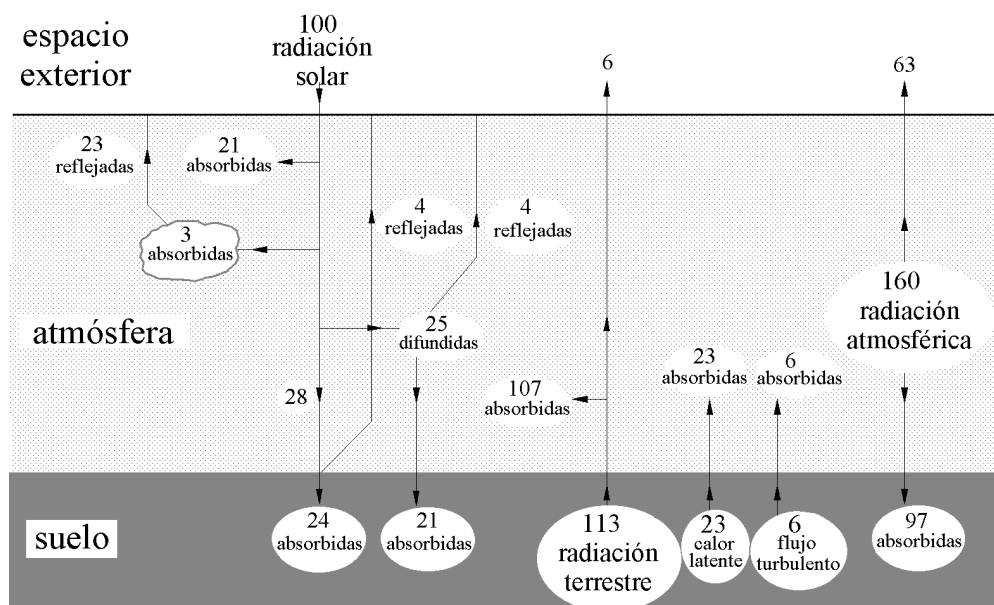 espacio
exterior
100
radiación
solar
6
63
23
reflejadas
21
absorbidas
3
absorbidas
4
reflejadas
4
reflejadas
atmósfera
25
difundidas
28
107
absorbidas
23
absorbidas
6
absorbidas
160
radiación
atmosférica
suelo
24
absorbidas
21
absorbidas
113
radiación
terrestre
23
calor
latente
6
flujo
turbulento
97
absorbidas